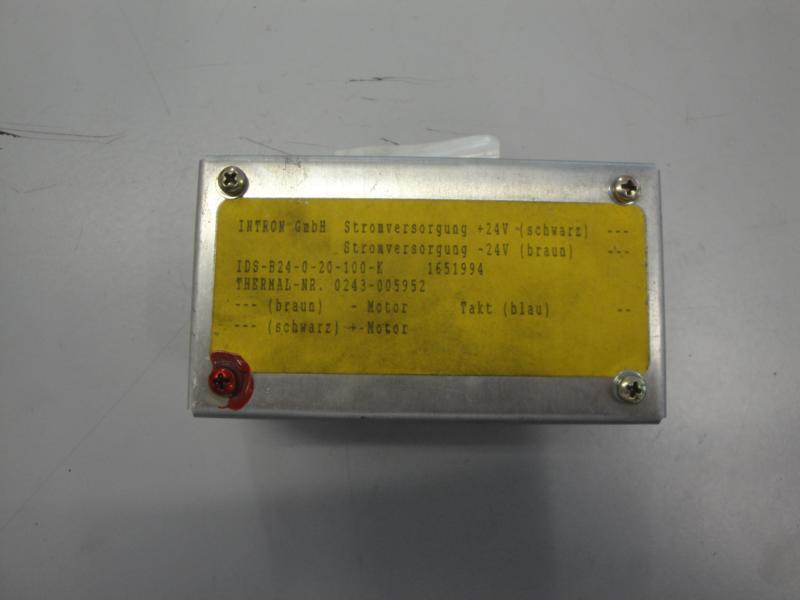 INTRON GmbH Stromversorgung +24V (schwarz) ---
Stromversorgung -24V (braun) ---
IDS-B24-0-20-100-K 1651994
THERMAL-NR. 0243-005952
--- (braun) - Motor Takt (blau) --
--- (schwarz) + Motor